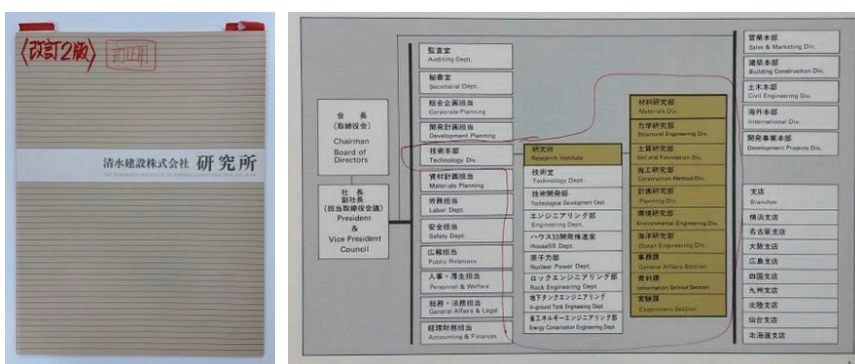 〈改訂2版〉
清水建設株式会社 研究所
会長
(取締役会)
Chairman
Board of
Directors
社長
副社長
(担当取締役会議)
President
&
Vice President
Council
監査室
Auditing Dept.
秘書室
Secretarial Dept.
総合企画担当
Corporate Planning
開発計画担当
Development Planning
技術本部
Technology Div.
資材計画担当
Materials Planning
労務担当
Labor Dept.
安全担当
Safety Dept.
広報担当
Public Relations
人事・厚生担当
Personnel & Welfare
総務・法務担当
General Affairs & Legal
経理財務担当
Accounting & Finances
研究所
Research Institute
技術室
Technology Dept.
技術開発部
Technological Development Dept.
エンジニアリング部
Engineering Dept.
ハウス55開発推進室
House55 Dept.
原子力部
Nuclear Power Dept.
ロックエンジニアリング部
Rock Engineering Dept.
地下タンクエンジニアリング
In-ground Tank Engineering Dept.
省エネルギーエンジニアリング部
Energy Conservation Engineering Dept.
材料研究部
Materials Div.
力学研究部
Structural Engineering Div.
土質研究部
Soil and Foundation Div.
施工研究部
Construction Method Div.
計画研究部
Planning Div.
環境研究部
Environmental Engineering Div.
海洋研究部
Ocean Engineering Div.
事務課
General Affairs Section
資料課
Information Service Section
実験課
Experiment Section
営業本部
Sales & Marketing Div.
建築本部
Building Construction Div.
土木本部
Civil Engineering Div.
海外本部
International Div.
開発事業本部
Development Projects Div.
支店
Branches
横浜支店
名古屋支店
大阪支店
広島支店
四国支店
九州支店
北陸支店
仙台支店
北海道支店